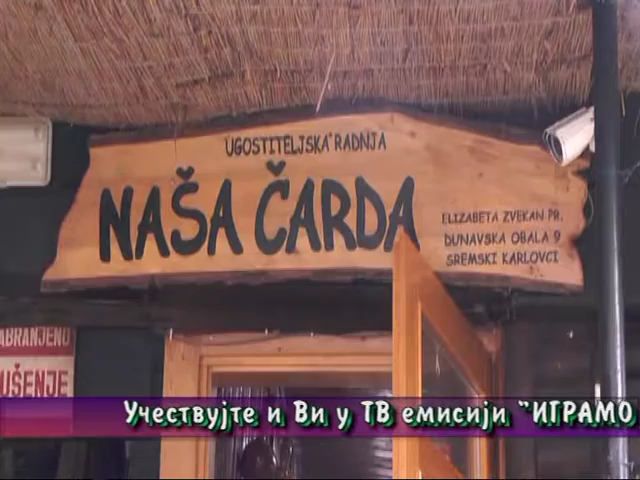 UGOSTITELJSKA RADNJA
NAŠA ČARDA
ELIZABETA ZVEKAN PR.
DUNAVSKA OBALA 9
SREMSKI KARLOVCI
ABRANJENO
UŠENJE
Учествујте и Ви у ТВ емисији "ИГРАМО